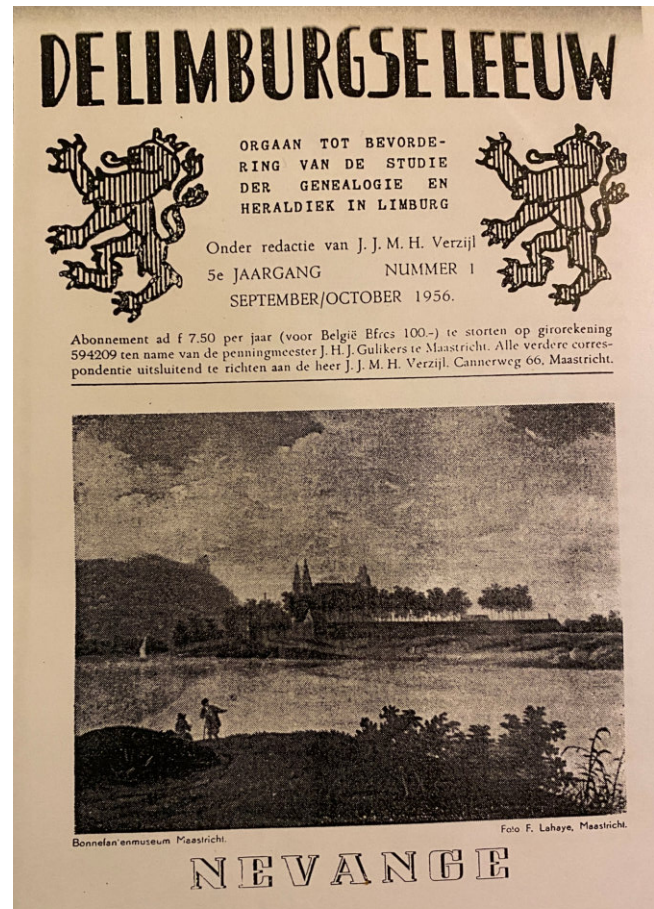 DE LIMBURGSE LEEUW
ORGAAN TOT BEVORDE-
RING VAN DE STUDIE
DER GENEALOGIE EN
HERALDIEK IN LIMBURG
Onder redactie van J. J. M. H. Verzijl
5e JAARGANG NUMMER 1
SEPTEMBER/OCTOBER 1956.
Abonnement ad f 7.50 per jaar (voor België Bfrcs 100.-) te storten op girorekening
594209 ten name van de penningmeester J. H. J. Gulikers te Maastricht. Alle verdere corres-
pondentie uitsluitend te richten aan de heer J. J. M. H. Verzijl. Cannerweg 66, Maastricht.
Bonnefantenmuseum Maastricht.
Foto F. Lahaye, Maastricht.
NEVANGE